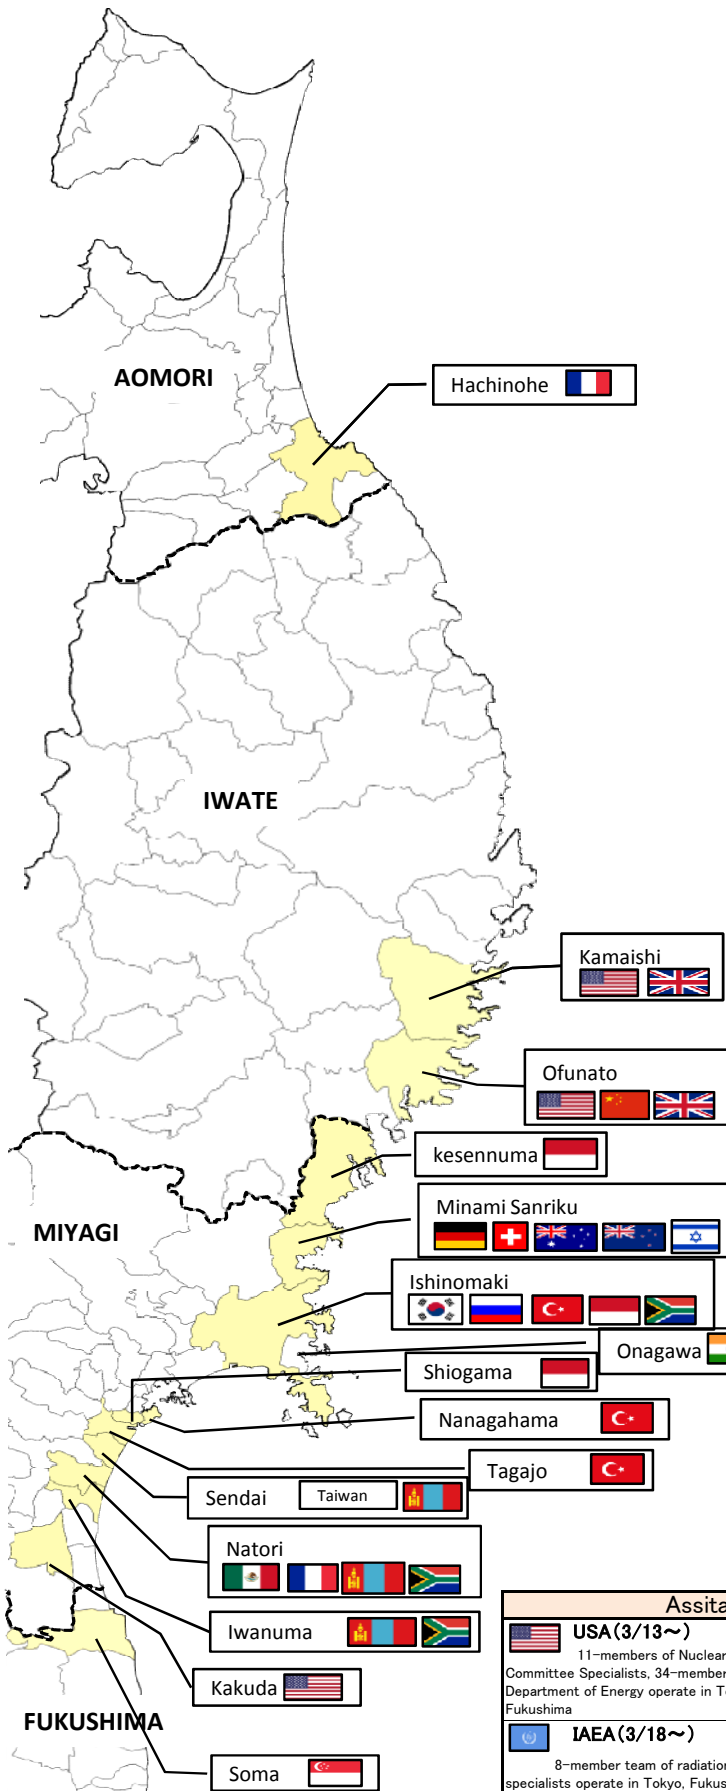 AOMORI
Hachinohe
IWATE
Kamaishi
Ofunato
kesennuma
MIYAGI
Minami Sanriku
Ishinomaki
Onagawa
Shiogama
Nanagahama
Tagajo
Sendai Taiwan
Natori
Iwanuma
Kakuda
FUKUSHIMA
Soma
Assita
USA(3/13~)
11-members of Nuclear
Committee Specialists, 34-member
Department of Energy operate in To
Fukushima
IAEA(3/18~)
8-member team of radiation
specialists operate in Tokyo, Fukus